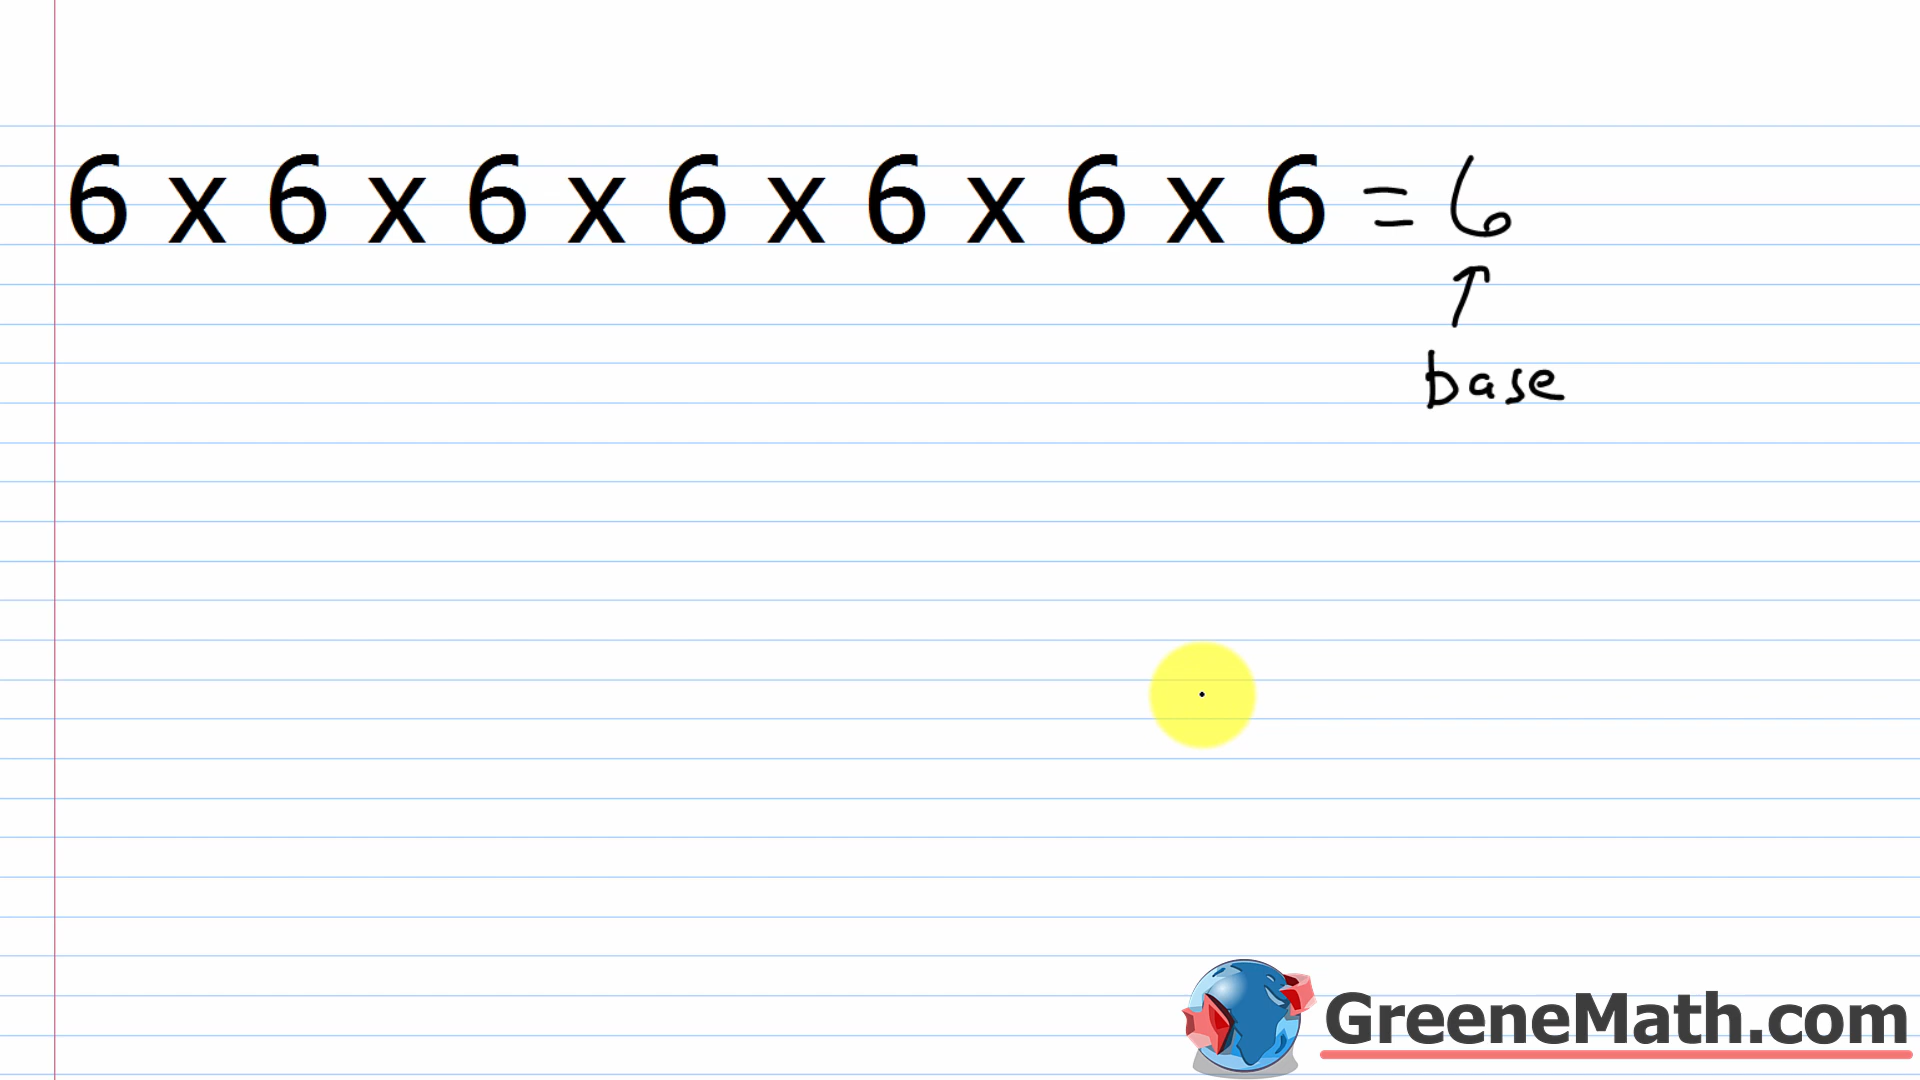 6 x 6 x 6 x 6 x 6 x 6 x 6 = 6
↑
base
GreeneMath.com